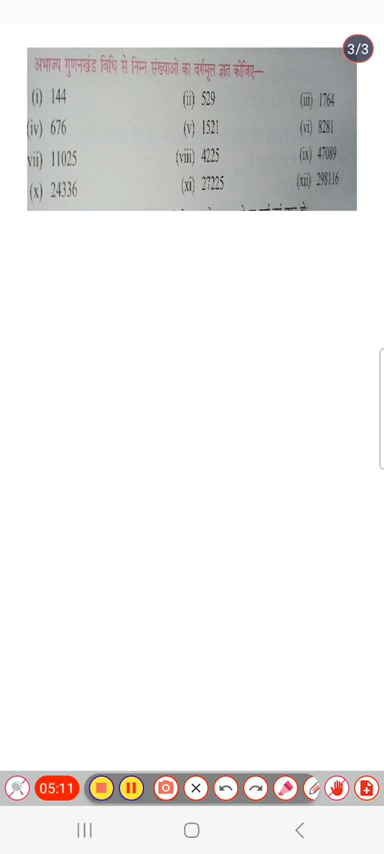 3/3
अभाज्य गुणनखंड विधि से निम्न संख्याओं का वर्गमूल ज्ञात कीजिए—
(i) 144 (ii) 529 (iii) 1764
(iv) 676 (v) 1521 (vi) 8281
vii) 11025 (viii) 4225 (ix) 47089
(x) 24336 (xi) 27225 (xii) 298116
05:11